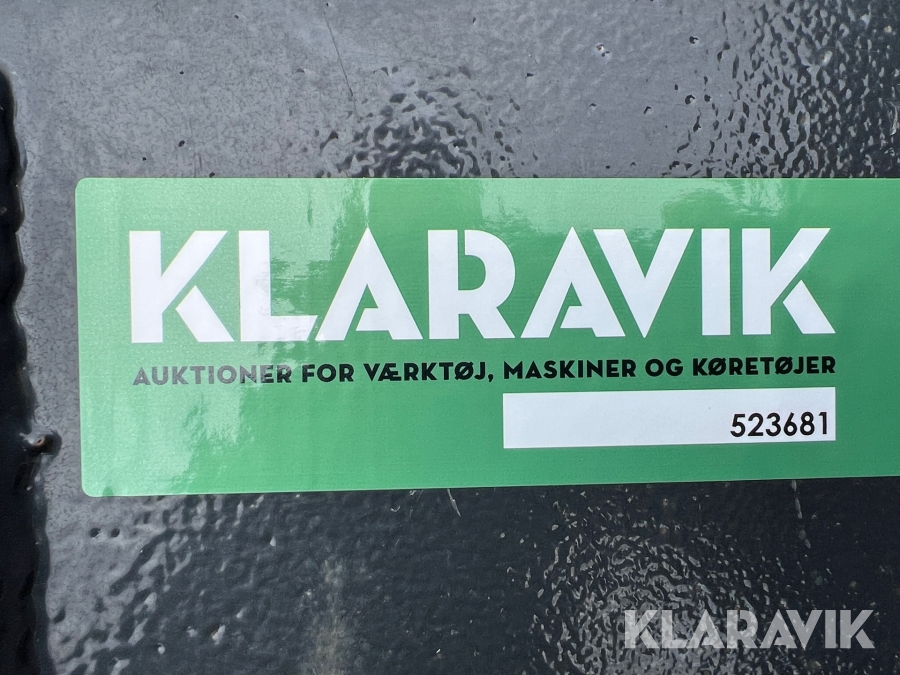 KLARAVIK
AUKTIONER FOR VÆRKTØJ, MASKINER OG KØRETØJER
523681
KLARAVIK